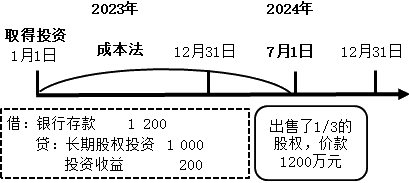 2023年 2024年
取得投资
1月1日 成本法 12月31日 7月1日 12月31日
借：银行存款 1 200
贷：长期股权投资 1 000
投资收益 200
出售了1/3的
股权，价款
1200万元